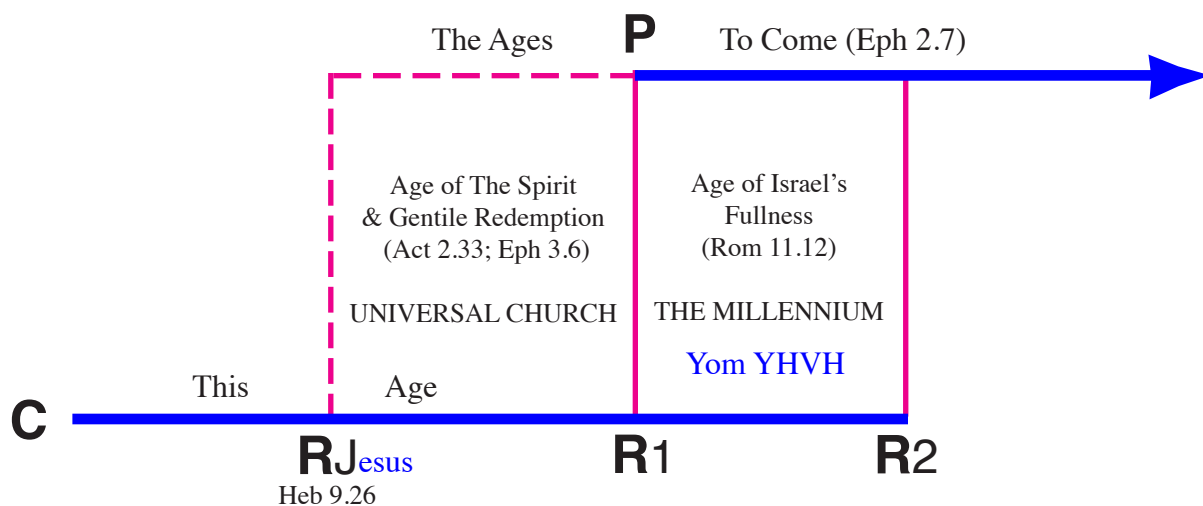 The Ages P To Come (Eph 2.7)
Age of The Spirit
& Gentile Redemption
(Act 2.33; Eph 3.6)
UNIVERSAL CHURCH
Age of Israel’s
Fullness
(Rom 11.12)
THE MILLENNIUM
Yom YHVH
This Age
C
RJesus R1 R2
Heb 9.26